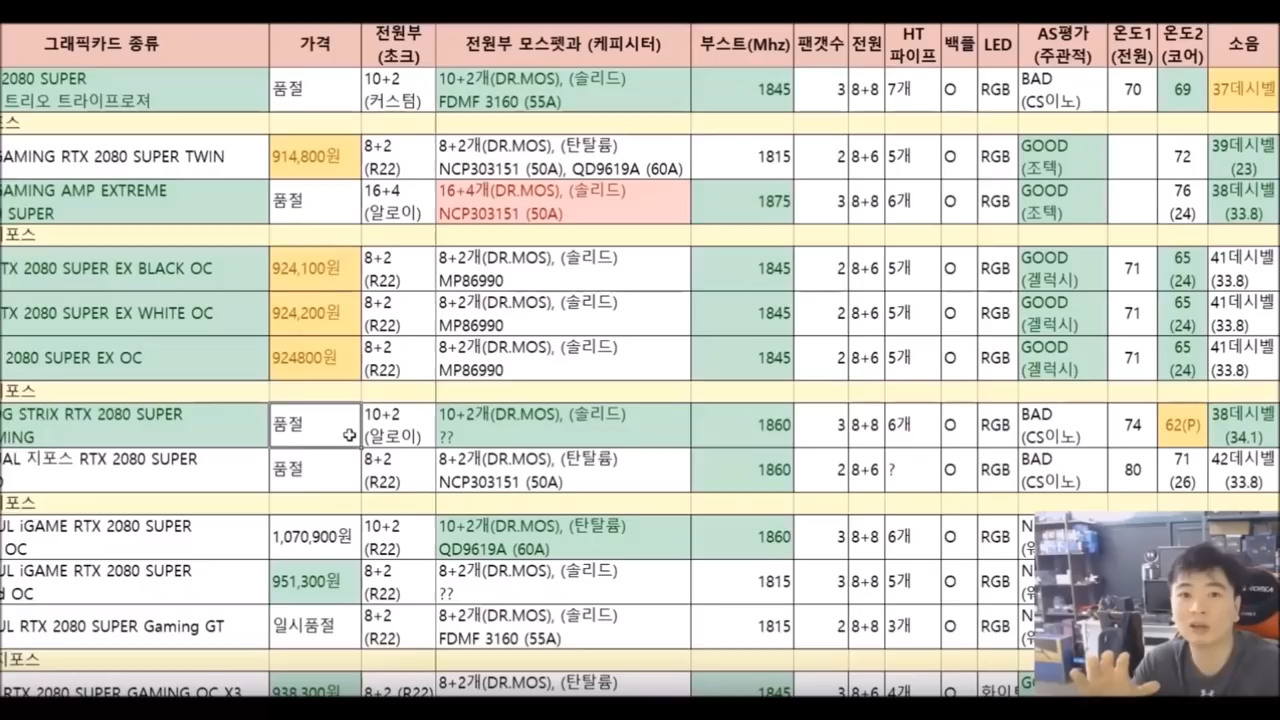 그래픽카드 종류 가격 전원부 (초크) 전원부 모스펫과 (케피시터) 부스트(Mhz) 팬갯수 전원 HT 파이프 백플 LED AS평가 (주관적) 온도1 (전원) 온도2 (코어) 소음
2080 SUPER 품절 10+2 10+2개(DR.MOS), (솔리드) 1845 3 8+8 7개 O RGB BAD 70 69 37데시벨
트리오 트라이프로져 (커스텀) FDMF 3160 (55A) (CS이노)
포스
GAMING RTX 2080 SUPER TWIN 914,800원 8+2 8+2개(DR.MOS), (탄탈륨) 1815 2 8+6 5개 O RGB GOOD 72 39데시벨
(R22) NCP303151 (50A), QD9619A (60A) (조텍) (23)
GAMING AMP EXTREME 품절 16+4 16+4개(DR.MOS), (솔리드) 1875 3 8+8 6개 O RGB GOOD 76 38데시벨
SUPER (알로이) NCP303151 (50A) (조텍) (24) (33.8)
지포스
TX 2080 SUPER EX BLACK OC 924,100원 8+2 8+2개(DR.MOS), (솔리드) 1845 2 8+6 5개 O RGB GOOD 71 65 41데시벨
(R22) MP86990 (겔럭시) (24) (33.8)
TX 2080 SUPER EX WHITE OC 924,200원 8+2 8+2개(DR.MOS), (솔리드) 1845 2 8+6 5개 O RGB GOOD 71 65 41데시벨
(R22) MP86990 (겔럭시) (24) (33.8)
2080 SUPER EX OC 924800원 8+2 8+2개(DR.MOS), (솔리드) 1845 2 8+6 5개 O RGB GOOD 71 65 41데시벨
(R22) MP86990 (겔럭시) (24) (33.8)
지포스
OG STRIX RTX 2080 SUPER 품절 10+2 10+2개(DR.MOS), (솔리드) 1860 3 8+8 6개 O RGB BAD 74 62(P) 38데시벨
MING (알로이) ?? (CS이노) (34.1)
JAL 지포스 RTX 2080 SUPER 품절 8+2 8+2개(DR.MOS), (탄탈륨) 1860 2 8+6 ? O RGB BAD 80 71 42데시벨
(R22) NCP303151 (50A) (CS이노) (26) (33.8)
지포스
UL iGAME RTX 2080 SUPER 1,070,900원 10+2 10+2개(DR.MOS), (탄탈륨) 1860 3 8+8 6개 O RGB N
OC (R22) QD9619A (60A)
UL iGAME RTX 2080 SUPER 951,300원 8+2 8+2개(DR.MOS), (솔리드) 1815 3 8+8 5개 O RGB N
d OC (R22) ??
UL RTX 2080 SUPER Gaming GT 일시품절 8+2 8+2개(DR.MOS), (솔리드) 1815 2 8+8 3개 O RGB N
(R22) FDMF 3160 (55A)
지포스
RTX 2080 SUPER GAMING OC X3 938,300원 8+2 (R22) 8+2개(DR.MOS), (탄탈륨) 1845 3 8+6 4개 O